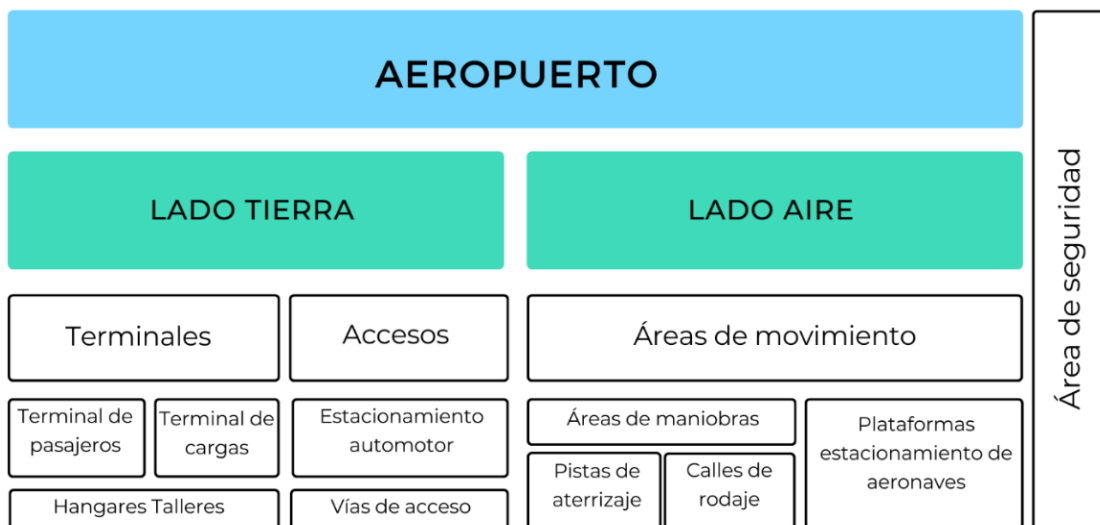 AEROPUERTO
LADO TIERRA
LADO AIRE
Área de seguridad
Terminales
Accesos
Áreas de movimiento
Terminal de
pasajeros
Terminal de
cargas
Estacionamiento
automotor
Áreas de maniobras
Plataformas
estacionamiento de
aeronaves
Hangares Talleres
Vías de acceso
Pistas de
aterrizaje
Calles de
rodaje